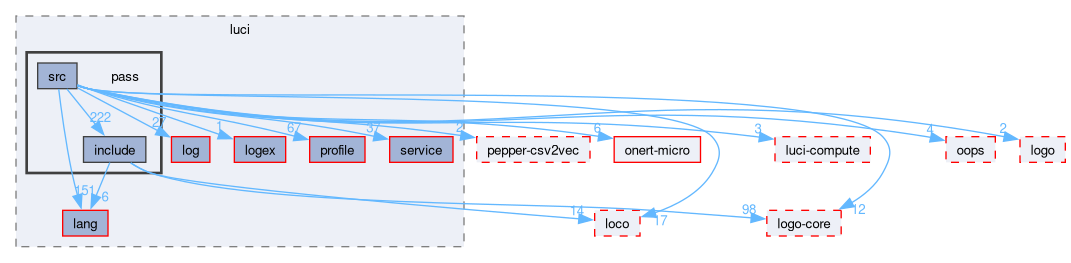 luci
src
pass
222
27
1
67
37
2
6
3
4
2
include
log
logex
profile
service
pepper-csv2vec
onert-micro
luci-compute
oops
logo
151
6
14
17
98
12
lang
loco
logo-core